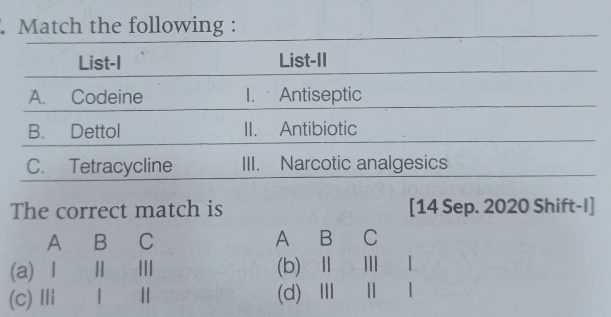 . Match the following :
List-I List-II
A. Codeine I. Antiseptic
B. Dettol II. Antibiotic
C. Tetracycline III. Narcotic analgesics
The correct match is [14 Sep. 2020 Shift-I]
A B C A B C
(a) I II III (b) II III I
(c) IIi I II (d) III II I